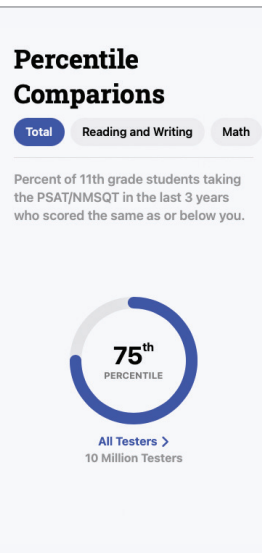 Percentile
Comparions
Total Reading and Writing Math
Percent of 11th grade students taking
the PSAT/NMSQT in the last 3 years
who scored the same as or below you.
75th
PERCENTILE
All Testers >
10 Million Testers